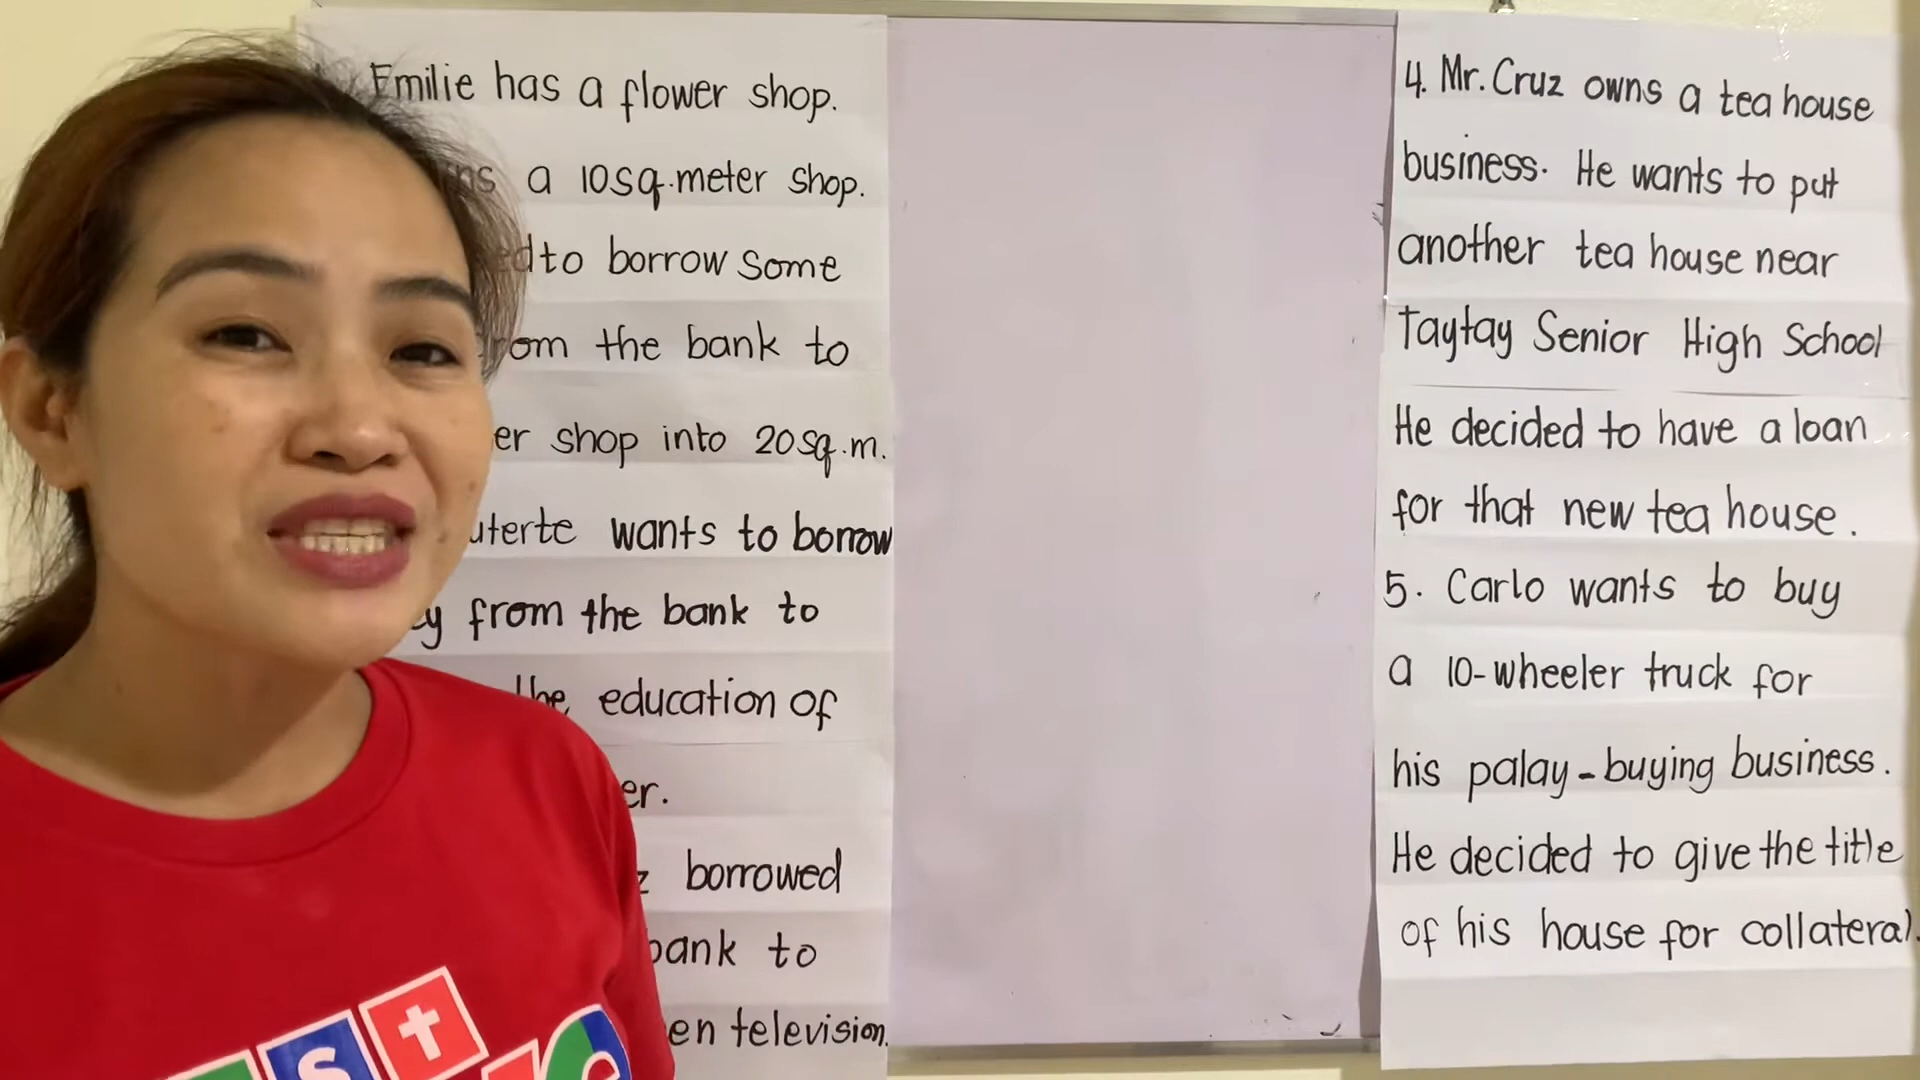 Emilie has a flower shop.
a 10sq.meter shop.
to borrow some
the bank to
shop into 20sq.m.
wants to borrow
from the bank to
the education of
borrowed
bank to
television.
4. Mr. Cruz owns a tea house
business. He wants to put
another tea house near
Taytay Senior High School
He decided to have a loan
for that new tea house.
5. Carlo wants to buy
a 10-wheeler truck for
his palay-buying business.
He decided to give the title
of his house for collateral.